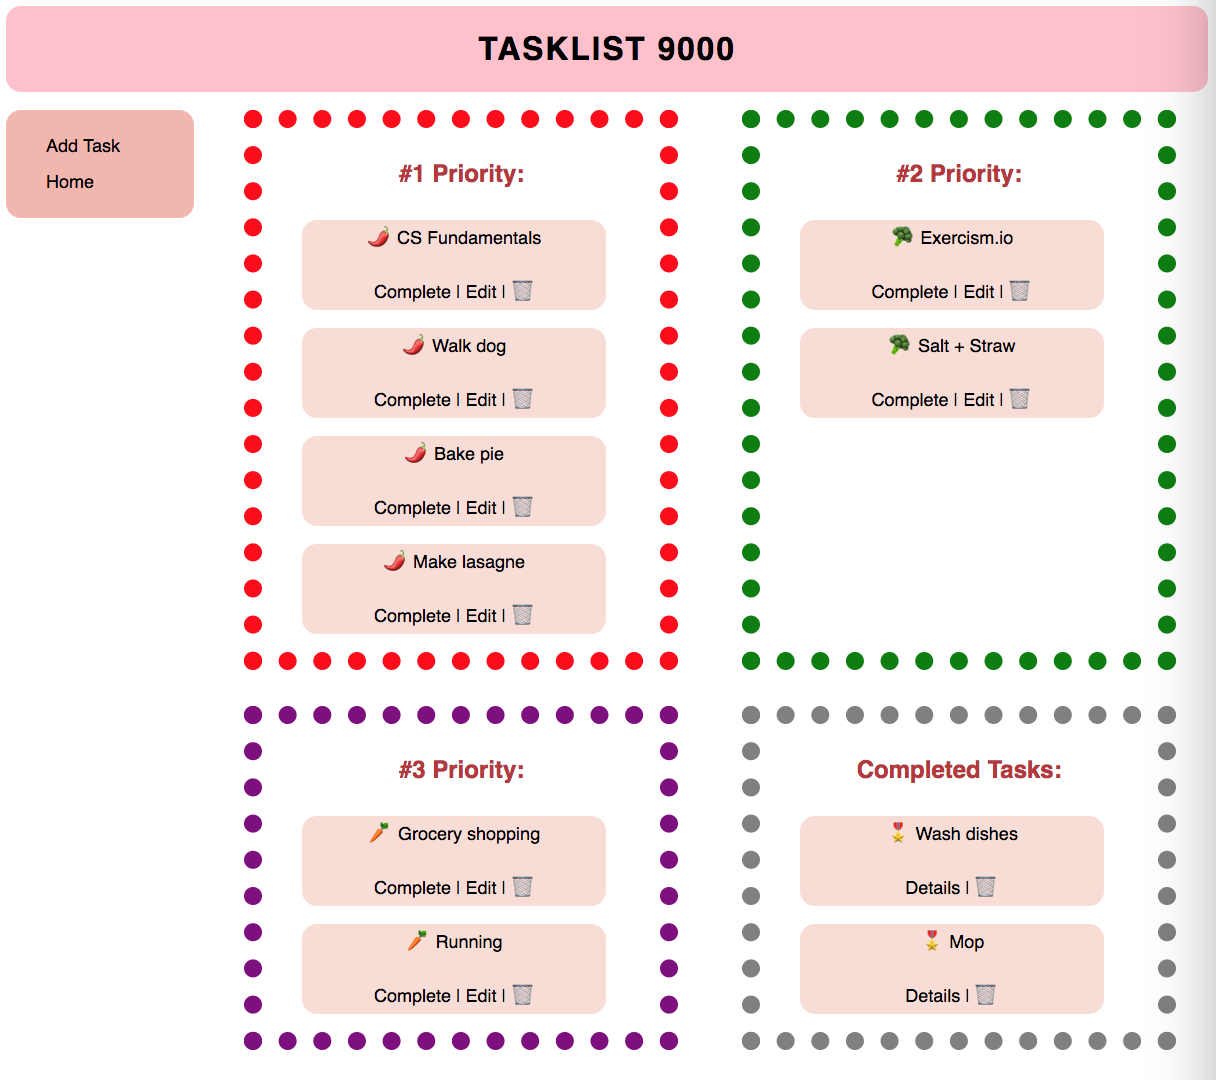 TASKLIST 9000
Add Task
Home
#1 Priority:
CS Fundamentals
Complete | Edit |
Walk dog
Complete | Edit |
Bake pie
Complete | Edit |
Make lasagne
Complete | Edit |
#2 Priority:
Exercism.io
Complete | Edit |
Salt + Straw
Complete | Edit |
#3 Priority:
Grocery shopping
Complete | Edit |
Running
Complete | Edit |
Completed Tasks:
Wash dishes
Details |
Mop
Details |